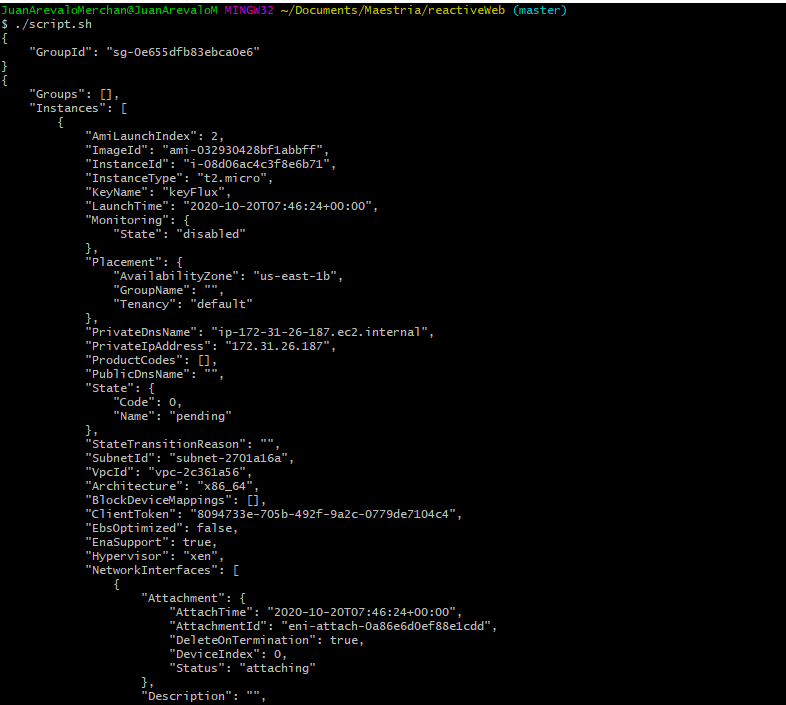 JuanArevaloMerchan@JuanArevaloM MINGW32 ~/Documents/Maestria/reactiveWeb (master)
$ ./script.sh
{
    "GroupId": "sg-0e655dfb83ebca0e6"
}
{
    "Groups": [],
    "Instances": [
        {
            "AmiLaunchIndex": 2,
            "ImageId": "ami-032930428bf1abbff",
            "InstanceId": "i-08d06ac4c3f8e6b71",
            "InstanceType": "t2.micro",
            "KeyName": "keyFlux",
            "LaunchTime": "2020-10-20T07:46:24+00:00",
            "Monitoring": {
                "State": "disabled"
            },
            "Placement": {
                "AvailabilityZone": "us-east-1b",
                "GroupName": "",
                "Tenancy": "default"
            },
            "PrivateDnsName": "ip-172-31-26-187.ec2.internal",
            "PrivateIpAddress": "172.31.26.187",
            "ProductCodes": [],
            "PublicDnsName": "",
            "State": {
                "Code": 0,
                "Name": "pending"
            },
            "StateTransitionReason": "",
            "SubnetId": "subnet-2701a16a",
            "VpcId": "vpc-2c361a56",
            "Architecture": "x86_64",
            "BlockDeviceMappings": [],
            "ClientToken": "8094733e-705b-492f-9a2c-0779de7104c4",
            "EbsOptimized": false,
            "EnaSupport": true,
            "Hypervisor": "xen",
            "NetworkInterfaces": [
                {
                    "Attachment": {
                        "AttachTime": "2020-10-20T07:46:24+00:00",
                        "AttachmentId": "eni-attach-0a86e6d0ef88e1cdd",
                        "DeleteOnTermination": true,
                        "DeviceIndex": 0,
                        "Status": "attaching"
                    },
                    "Description": "",